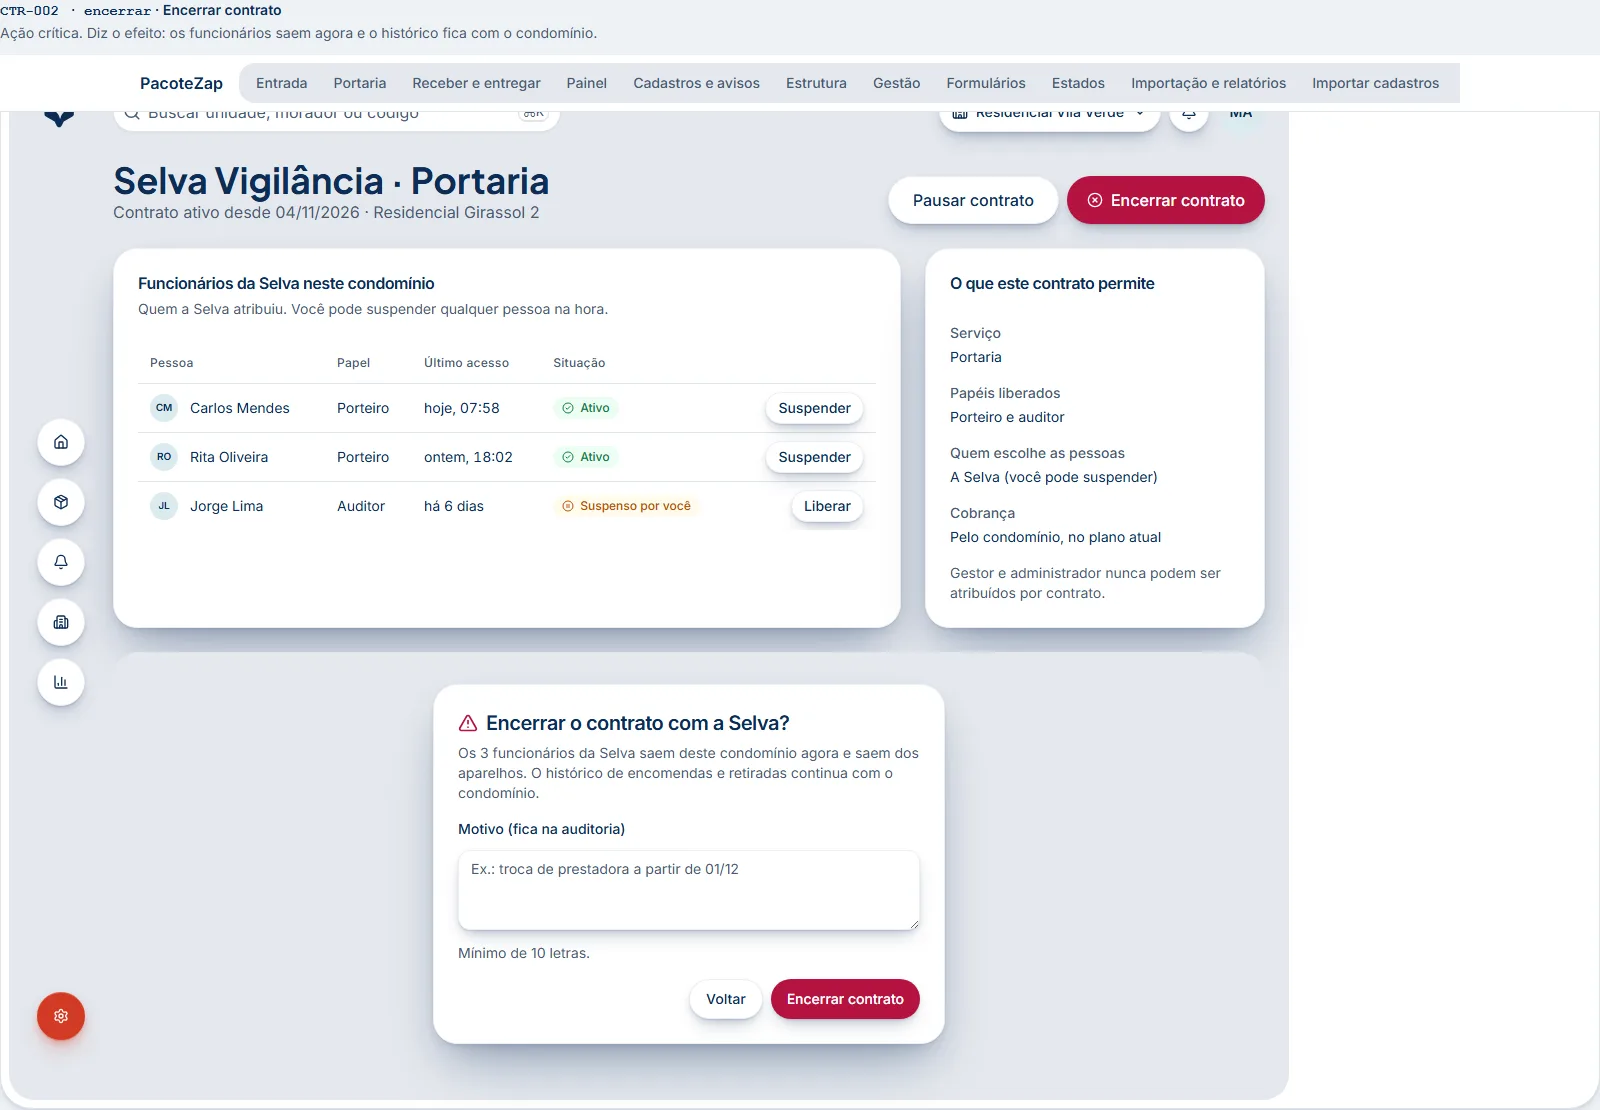 CTR-002 · encerrar · Encerrar contrato
Ação crítica. Diz o efeito: os funcionários saem agora e o histórico fica com o condomínio.
PacoteZap
Entrada
Portaria
Receber e entregar
Painel
Cadastros e avisos
Estrutura
Gestão
Formulários
Estados
Importação e relatórios
Importar cadastros
Buscar unidade, morador ou código
⌘K
Residencial Vila Verde
MA
Selva Vigilância · Portaria
Contrato ativo desde 04/11/2026 · Residencial Girassol 2
Pausar contrato
Encerrar contrato
Funcionários da Selva neste condomínio
Quem a Selva atribuiu. Você pode suspender qualquer pessoa na hora.
Pessoa Papel Último acesso Situação
CM Carlos Mendes Porteiro hoje, 07:58 Ativo Suspender
RO Rita Oliveira Porteiro ontem, 18:02 Ativo Suspender
JL Jorge Lima Auditor há 6 dias Suspenso por você Liberar
O que este contrato permite
Serviço
Portaria
Papéis liberados
Porteiro e auditor
Quem escolhe as pessoas
A Selva (você pode suspender)
Cobrança
Pelo condomínio, no plano atual
Gestor e administrador nunca podem ser
atribuídos por contrato.
Encerrar o contrato com a Selva?
Os 3 funcionários da Selva saem deste condomínio agora e saem dos
aparelhos. O histórico de encomendas e retiradas continua com o
condomínio.
Motivo (fica na auditoria)
Ex.: troca de prestadora a partir de 01/12
Mínimo de 10 letras.
Voltar
Encerrar contrato